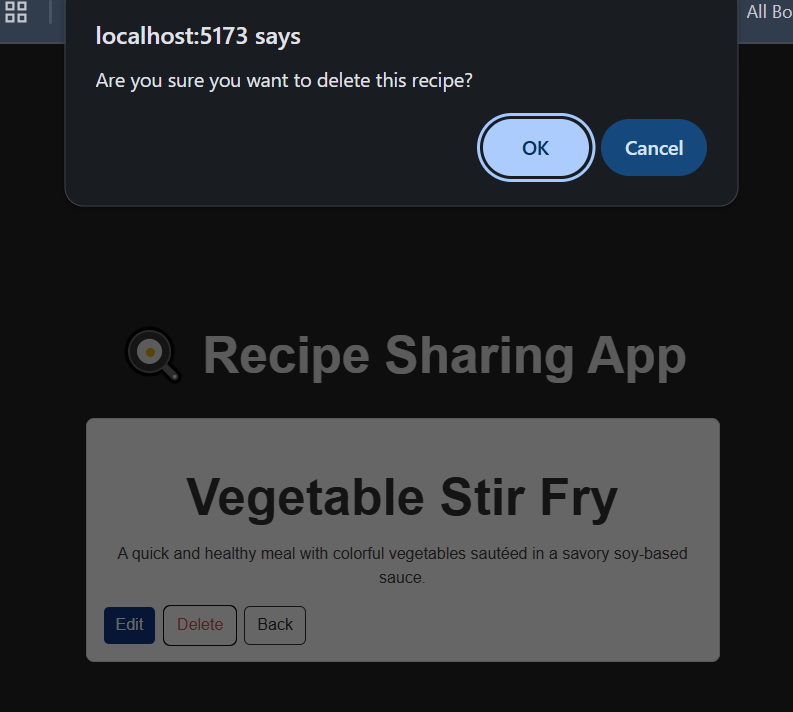 All Bo
localhost:5173 says
Are you sure you want to delete this recipe?
OK
Cancel
Recipe Sharing App
Vegetable Stir Fry
A quick and healthy meal with colorful vegetables sautéed in a savory soy-based
sauce.
Edit
Delete
Back